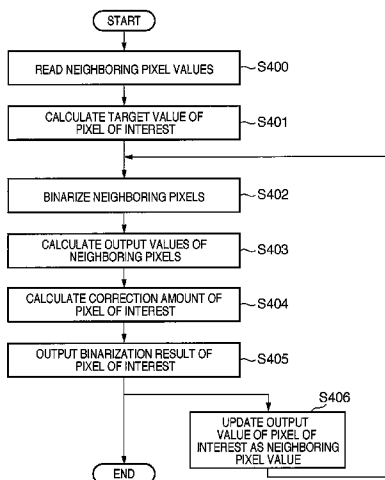 START
READ NEIGHBORING PIXEL VALUES
S400
CALCULATE TARGET VALUE OF
PIXEL OF INTEREST
S401
BINARIZE NEIGHBORING PIXELS
S402
CALCULATE OUTPUT VALUES OF
NEIGHBORING PIXELS
S403
CALCULATE CORRECTION AMOUNT OF
PIXEL OF INTEREST
S404
OUTPUT BINARIZATION RESULT OF
PIXEL OF INTEREST
S405
S406
UPDATE OUTPUT
VALUE OF PIXEL OF
INTEREST AS NEIGHBORING
PIXEL VALUE
END